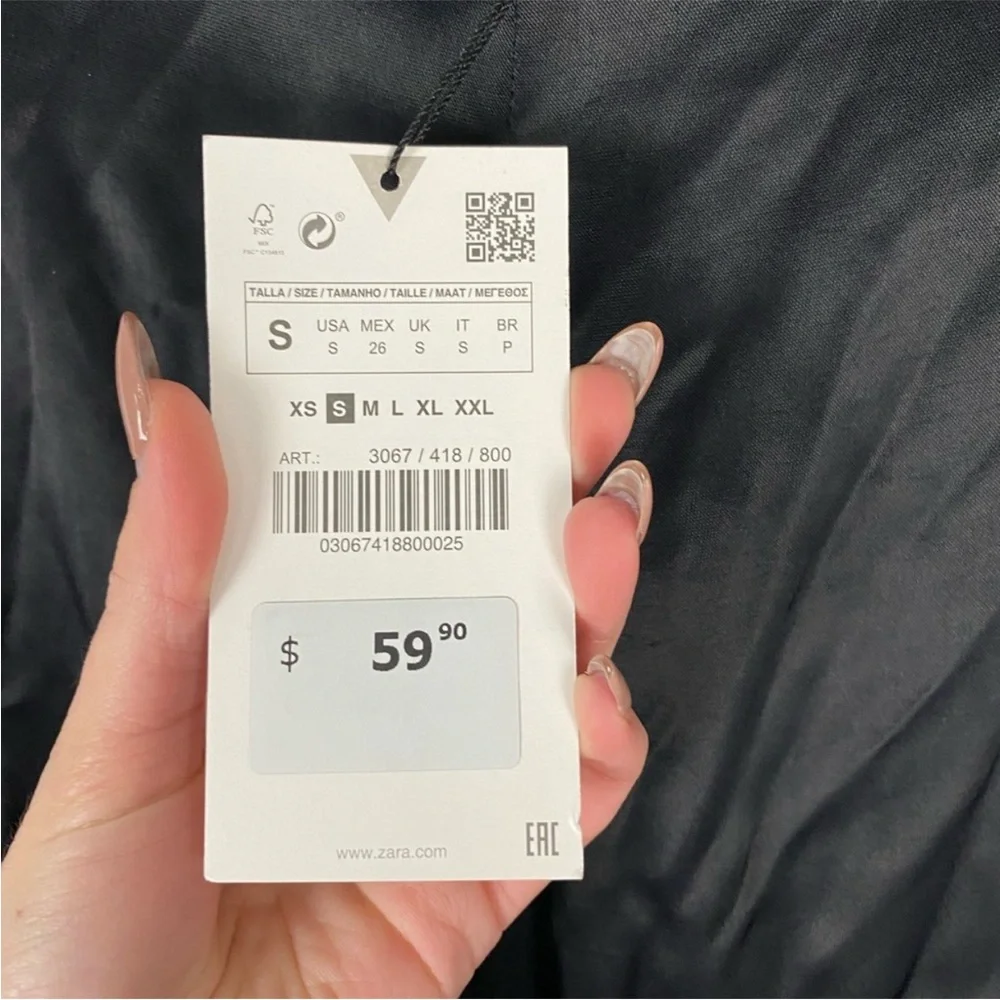 FSC
MIX
®
TALLA / SIZE / TAMANHO / TAILLE / MAAT / ΜΕΓΕΘΟΣ
S USA MEX UK IT BR
S 26 S S P
XS S M L XL XXL
ART.: 3067 / 418 / 800
03067418800025
$ 59 90
www.zara.com
EAC